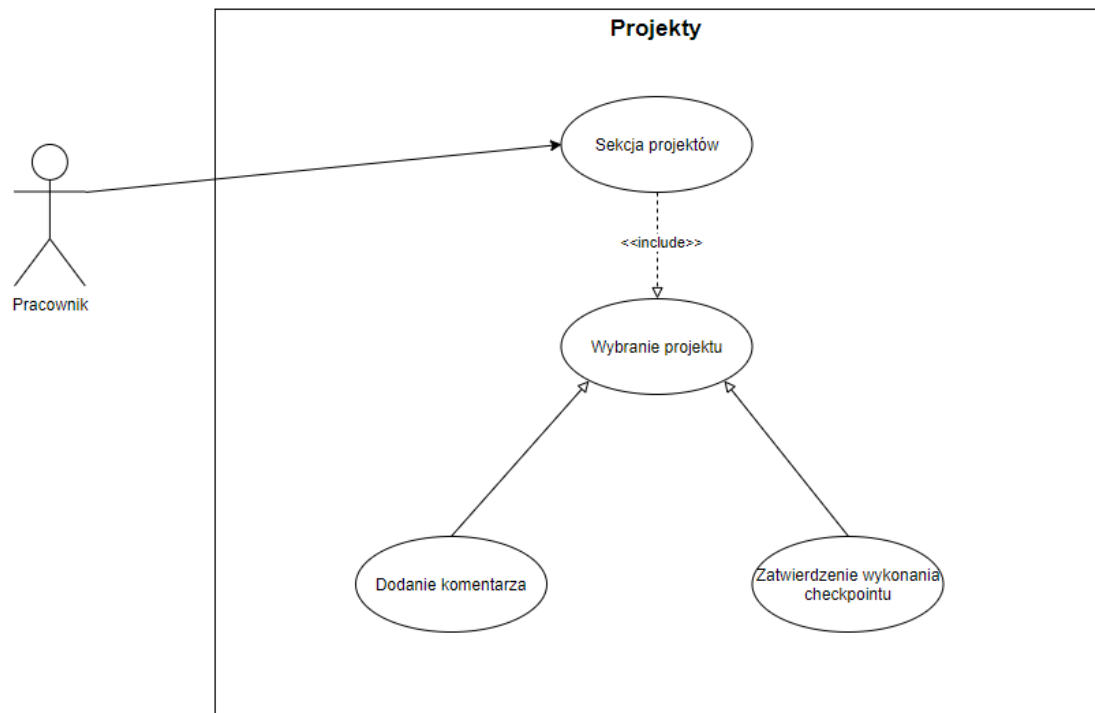 Projekty
Sekcja projektów
<<include>>
Pracownik
Wybranie projektu
Dodanie komentarza
Zatwierdzenie wykonania
checkpointu